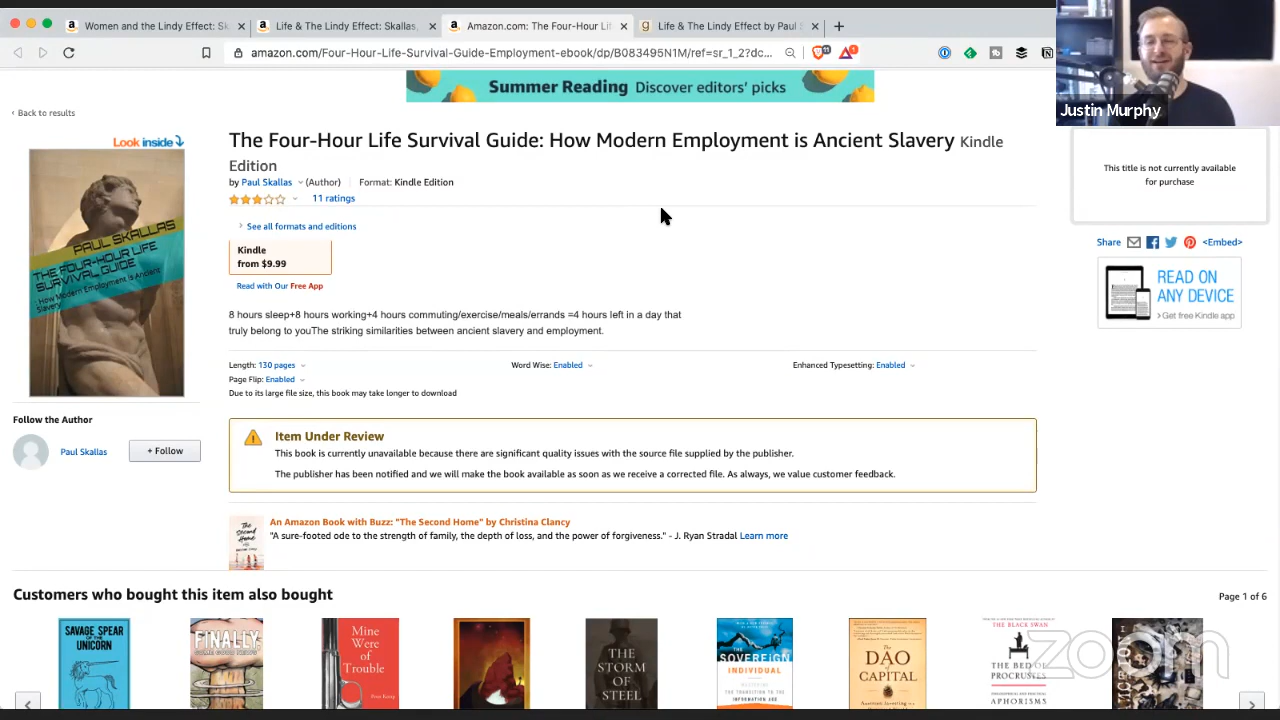 Women and the Lindy Effect: Sk
Life & The Lindy Effect: Skallas,
Amazon.com: The Four-Hour Lif
Life & The Lindy Effect by Paul S
amazon.com/Four-Hour-Life-Survival-Guide-Employment-ebook/dp/B083495N1M/ref=sr_1_2?dc...
Justin Murphy
Summer Reading Discover editors' picks
‹ Back to results
Look inside
The Four-Hour Life Survival Guide: How Modern Employment is Ancient Slavery Kindle
Edition
by Paul Skallas (Author) Format: Kindle Edition
11 ratings
This title is not currently available
for purchase
See all formats and editions
Share <Embed>
Kindle
from $9.99
Read with Our Free App
READ ON
ANY DEVICE
Get free Kindle app
PAUL SKALLAS
THE FOUR-HOUR LIFE
SURVIVAL GUIDE
: How Modern Employment is Ancient
Slavery
8 hours sleep+8 hours working+4 hours commuting/exercise/meals/errands =4 hours left in a day that
truly belong to youThe striking similarities between ancient slavery and employment.
Length: 130 pages Word Wise: Enabled Enhanced Typesetting: Enabled
Page Flip: Enabled
Due to its large file size, this book may take longer to download
Follow the Author
Paul Skallas + Follow
Item Under Review
This book is currently unavailable because there are significant quality issues with the source file supplied by the publisher.
The publisher has been notified and we will make the book available as soon as we receive a corrected file. As always, we value customer feedback.
The
Second
Home
An Amazon Book with Buzz: "The Second Home" by Christina Clancy
"A sure-footed ode to the strength of family, the depth of loss, and the power of forgiveness." - J. Ryan Stradal Learn more
Customers who bought this item also bought
Page 1 of 6
SAVAGE SPEAR
OF THE
UNICORN
FINALLY
Mine
Were of
Trouble
THE
STORM
OF
STEEL
THE
SOVEREIGN
INDIVIDUAL
THE
DAO
OF
CAPITAL
THE BLACK SWAN
THE BED OF
PROCRUSTES
APHORISMS
zoom